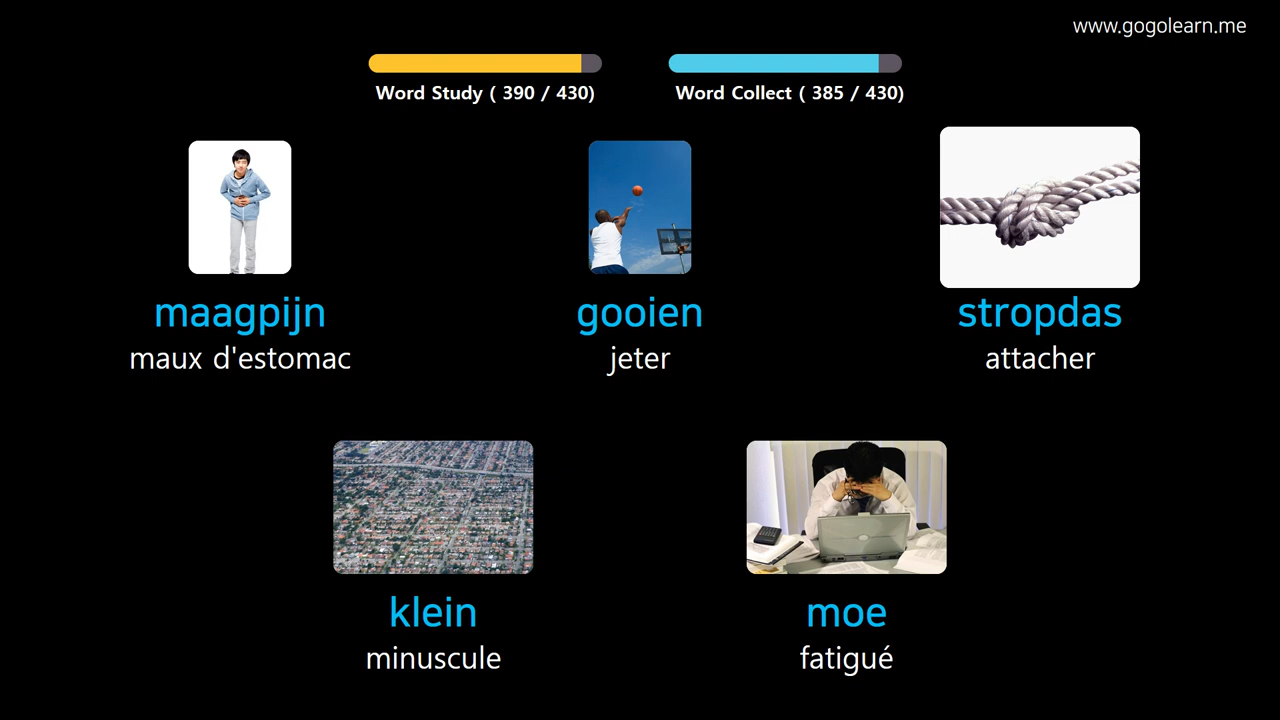 www.gogolearn.me
Word Study ( 390 / 430)
Word Collect ( 385 / 430)
maagpijn
maux d'estomac
gooien
jeter
stropdas
attacher
klein
minuscule
moe
fatigué